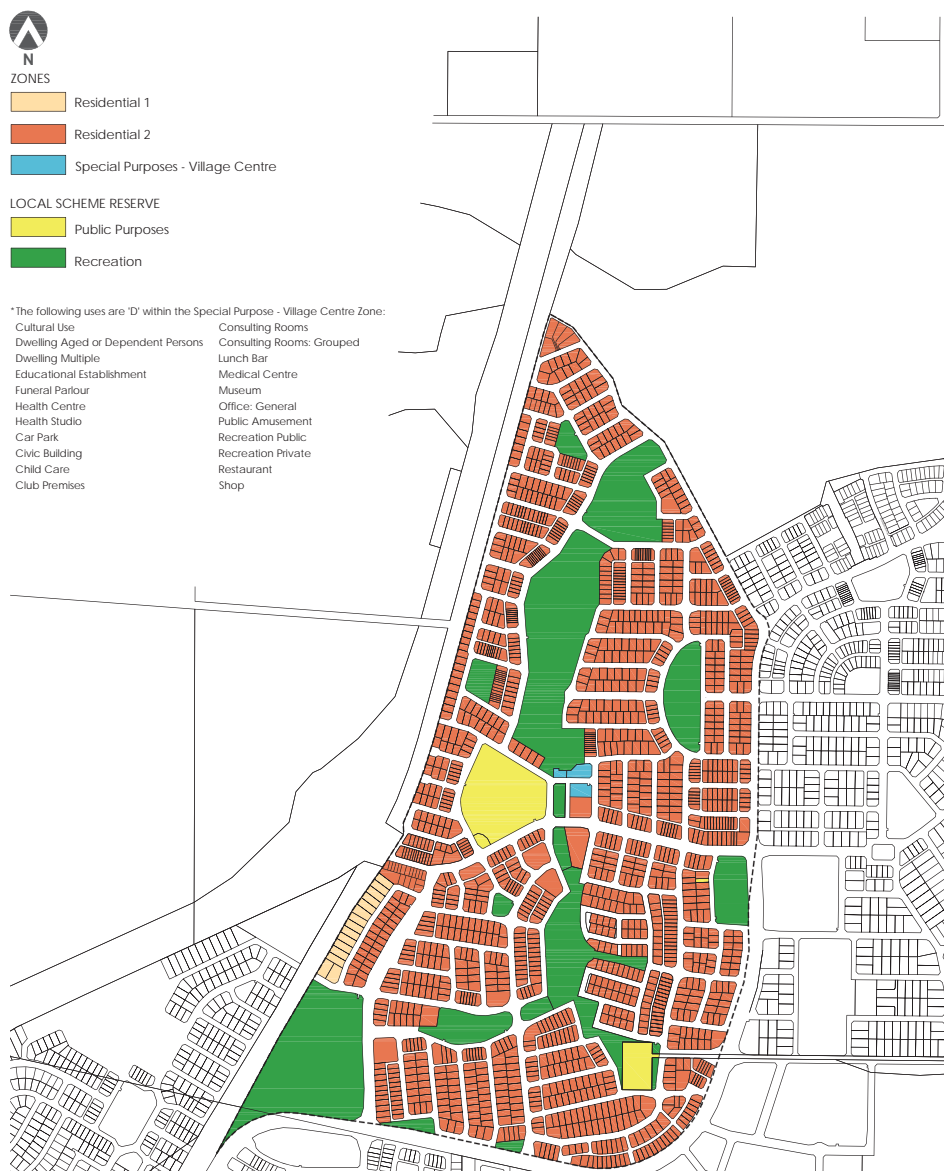 N
ZONES
Residential 1
Residential 2
Special Purposes - Village Centre
LOCAL SCHEME RESERVE
Public Purposes
Recreation
*The following uses are 'D' within the Special Purpose - Village Centre Zone:
Cultural Use
Dwelling Aged or Dependent Persons
Dwelling Multiple
Educational Establishment
Funeral Parlour
Health Centre
Health Studio
Car Park
Civic Building
Child Care
Club Premises
Consulting Rooms
Consulting Rooms: Grouped
Lunch Bar
Medical Centre
Museum
Office: General
Public Amusement
Recreation Public
Recreation Private
Restaurant
Shop